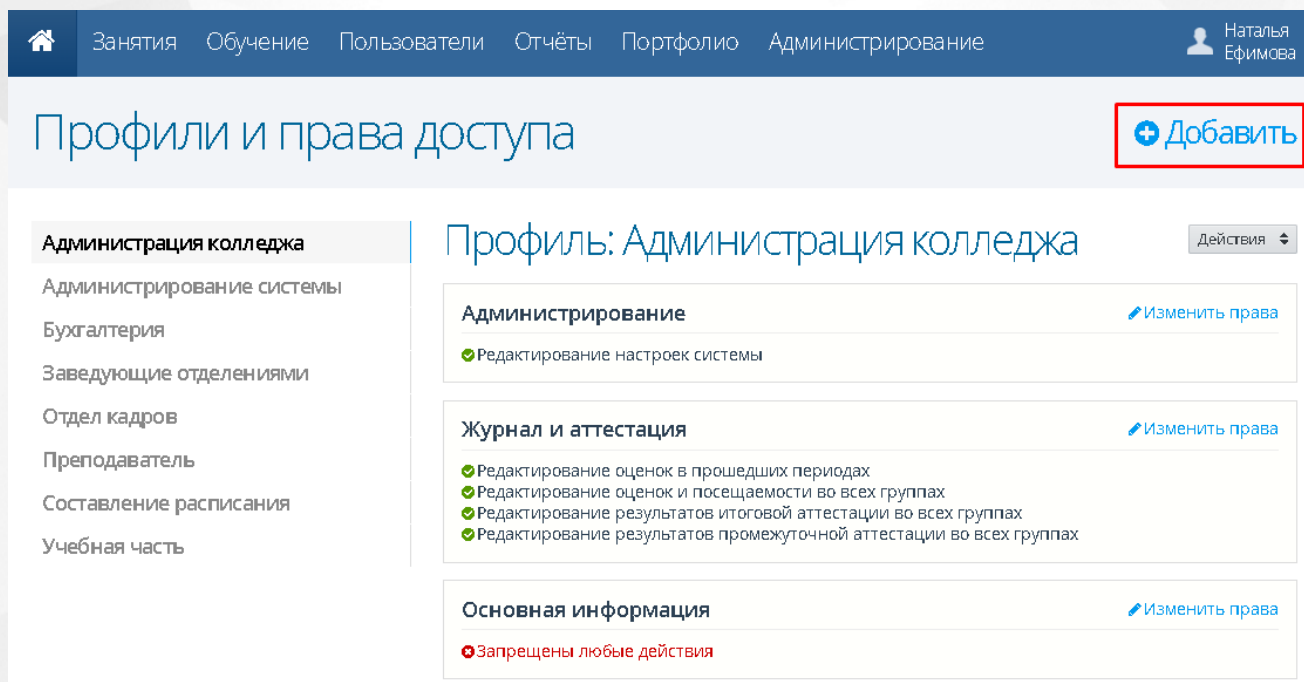 Занятия Обучение Пользователи Отчёты Портфолио Администрирование Наталья
Ефимова
Профили и права доступа Добавить
Администрация колледжа
Администрирование системы
Бухгалтерия
Заведующие отделениями
Отдел кадров
Преподаватель
Составление расписания
Учебная часть
Профиль: Администрация колледжа Действия
Администрирование Изменить права
Редактирование настроек системы
Журнал и аттестация Изменить права
Редактирование оценок в прошедших периодах
Редактирование оценок и посещаемости во всех группах
Редактирование результатов итоговой аттестации во всех группах
Редактирование результатов промежуточной аттестации во всех группах
Основная информация Изменить права
Запрещены любые действия